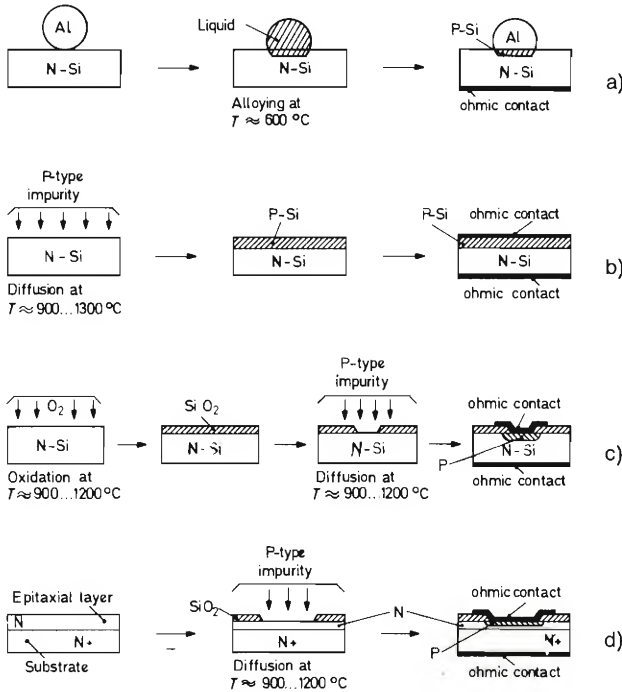 Al
N-Si
Liquid
N-Si
Alloying at
T ≈ 600 °C
P-Si
Al
N-Si
ohmic contact
a)
P-type
impurity
N-Si
Diffusion at
T ≈ 900...1300°C
P-Si
N-Si
P-Si
ohmic contact
N-Si
ohmic contact
b)
O2
N-Si
Oxidation at
T ≈ 900...1200°C
SiO2
N-Si
P-type
impurity
N-Si
Diffusion at
T ≈ 900...1200°C
ohmic contact
P
N-Si
ohmic contact
c)
Epitaxial layer
N
N+
Substrate
P-type
impurity
SiO2
N+
Diffusion at
T ≈ 900...1200°C
N
ohmic contact
P
N+
ohmic contact
d)